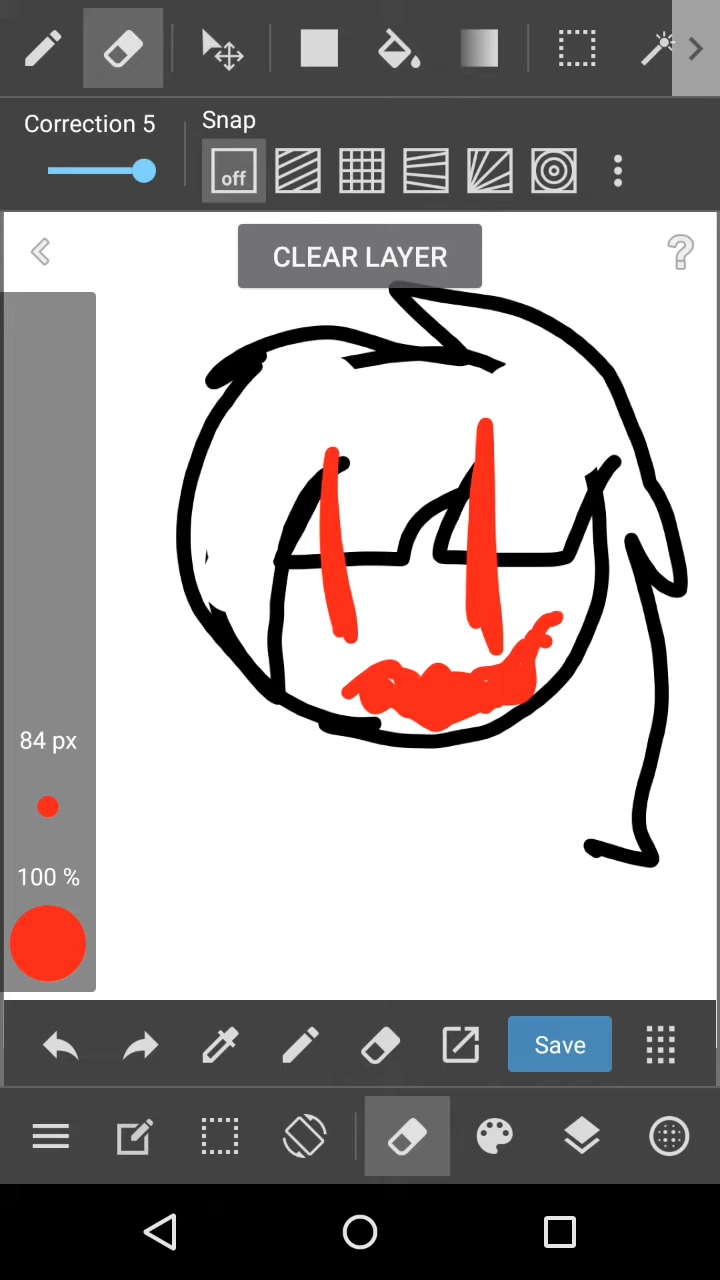 Correction 5
Snap
off
CLEAR LAYER
?
84 px
100 %
Save